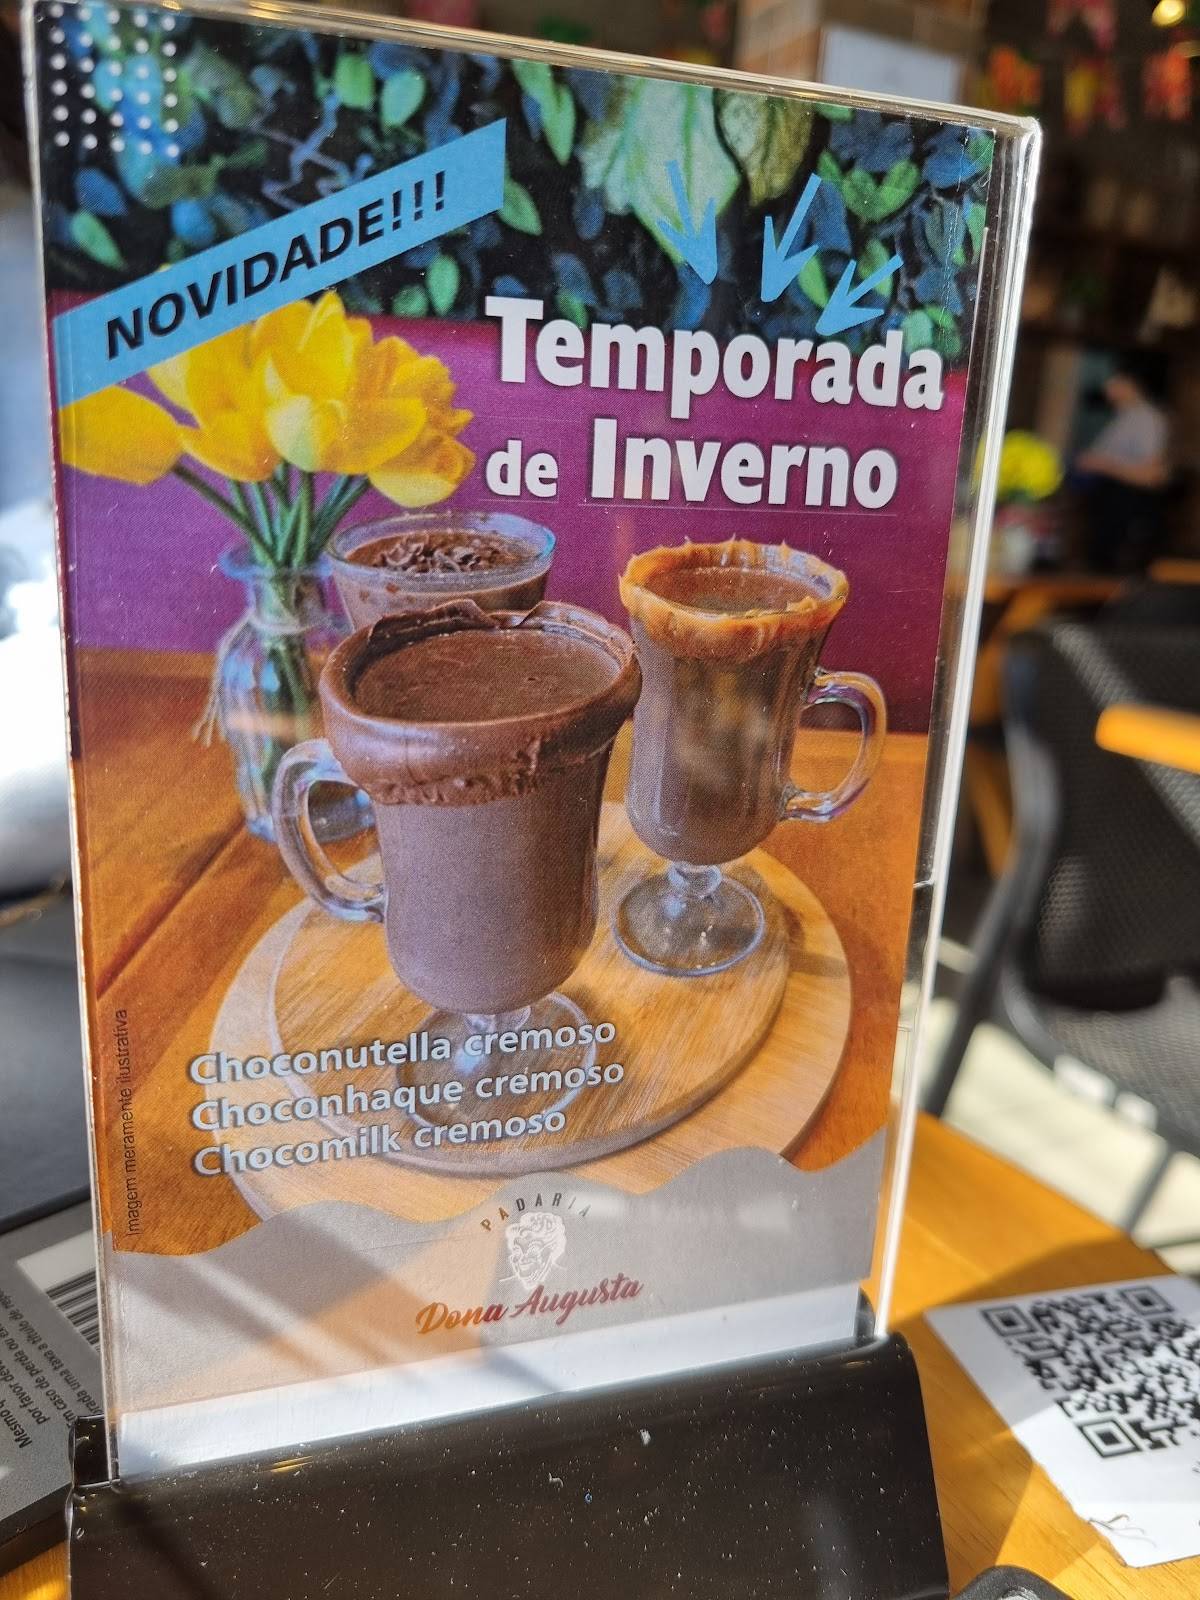 NOVIDADE!!!
Temporada
de Inverno
Choconutella cremoso
Choconhaque cremoso
Chocomilk cremoso
Imagem meramente ilustrativa
PADARIA
Dona Augusta